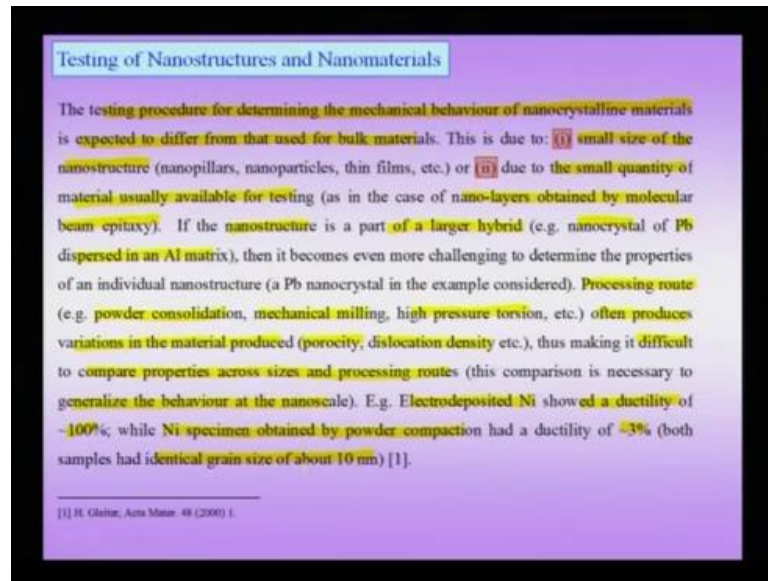 Testing of Nanostructures and Nanomaterials
The testing procedure for determining the mechanical behaviour of nanocrystalline materials
is expected to differ from that used for bulk materials. This is due to: (i) small size of the
nanostructure (nanopillars, nanoparticles, thin films, etc.) or (ii) due to the small quantity of
material usually available for testing (as in the case of nano-layers obtained by molecular
beam epitaxy). If the nanostructure is a part of a larger hybrid (e.g. nanocrystal of Pb
dispersed in an Al matrix), then it becomes even more challenging to determine the properties
of an individual nanostructure (a Pb nanocrystal in the example considered). Processing route
(e.g. powder consolidation, mechanical milling, high pressure torsion, etc.) often produces
variations in the material produced (porocity, dislocation density etc.), thus making it difficult
to compare properties across sizes and processing routes (this comparison is necessary to
generalize the behaviour at the nanoscale). E.g. Electrodeposited Ni showed a ductility of
~100%; while Ni specimen obtained by powder compaction had a ductility of ~3% (both
samples had identical grain size of about 10 nm) [1].
[1] H. Gleiter, Acta Mater. 48 (2000) 1.